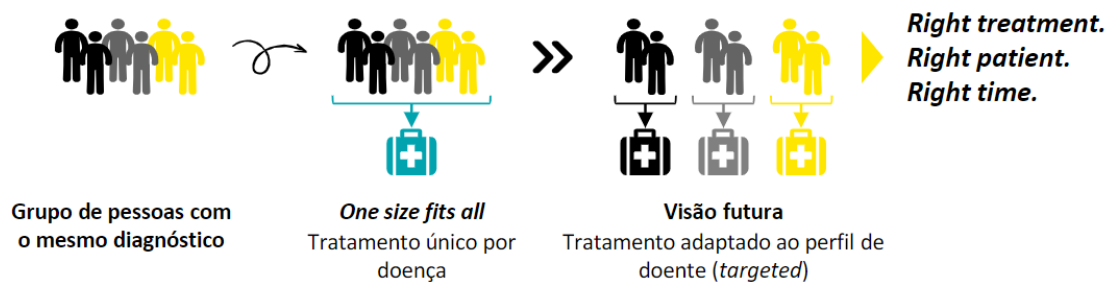 Right treatment.
Right patient.
Right time.
Grupo de pessoas com
o mesmo diagnóstico
One size fits all
Tratamento único por
doença
Visão futura
Tratamento adaptado ao perfil de
doente (targeted)